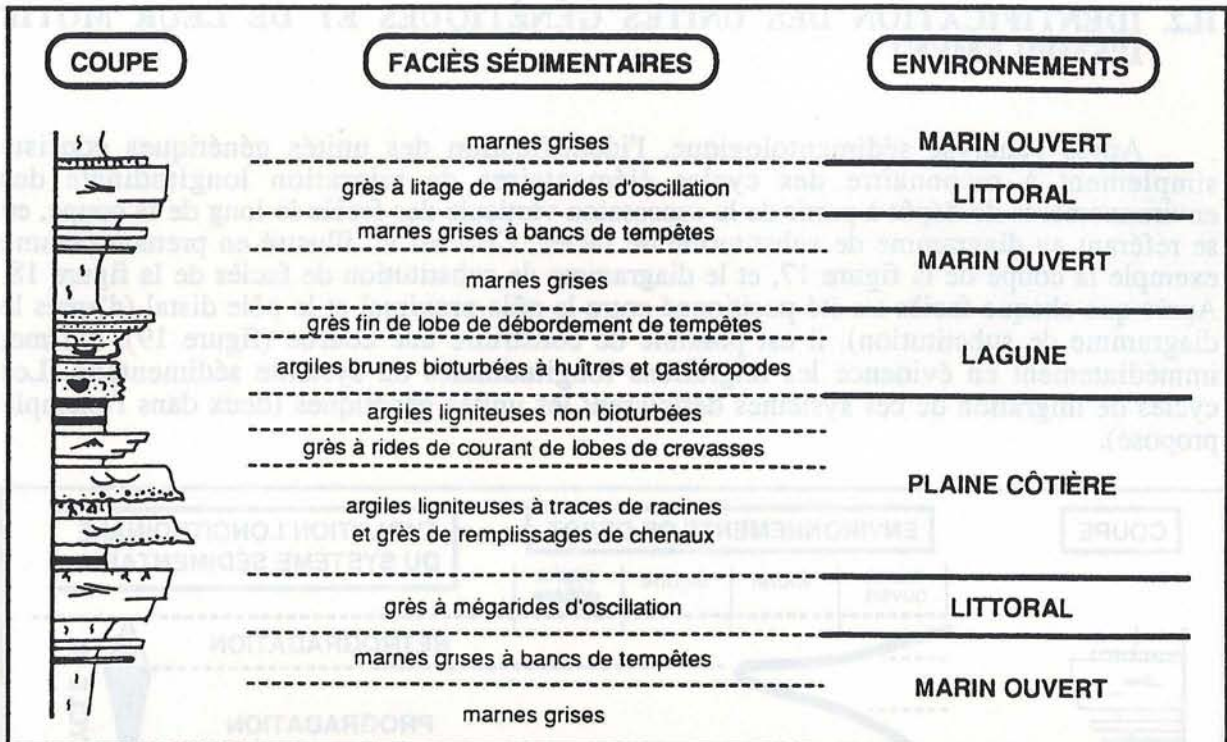 COUPE
FACIÈS SÉDIMENTAIRES
ENVIRONNEMENTS
marnes grises
MARIN OUVERT
grès à litage de mégarides d'oscillation
LITTORAL
marnes grises à bancs de tempêtes
MARIN OUVERT
marnes grises
grès fin de lobe de débordement de tempêtes
LAGUNE
argiles brunes bioturbées à huîtres et gastéropodes
argiles ligniteuses non bioturbées
grès à rides de courant de lobes de crevasses
PLAINE CÔTIÈRE
argiles ligniteuses à traces de racines
et grès de remplissages de chenaux
grès à mégarides d'oscillation
LITTORAL
marnes grises à bancs de tempêtes
MARIN OUVERT
marnes grises